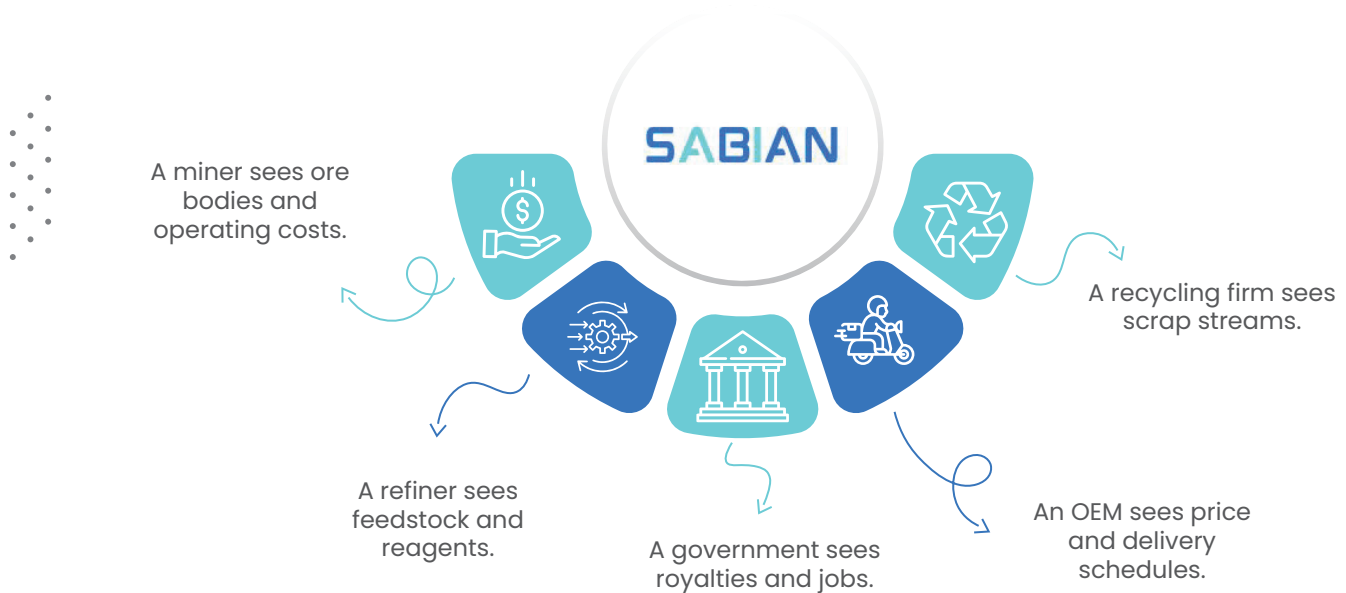 SABIAN
A miner sees ore
bodies and
operating costs.
$
A refiner sees
feedstock and
reagents.
A government sees
royalties and jobs.
An OEM sees price
and delivery
schedules.
A recycling firm sees
scrap streams.